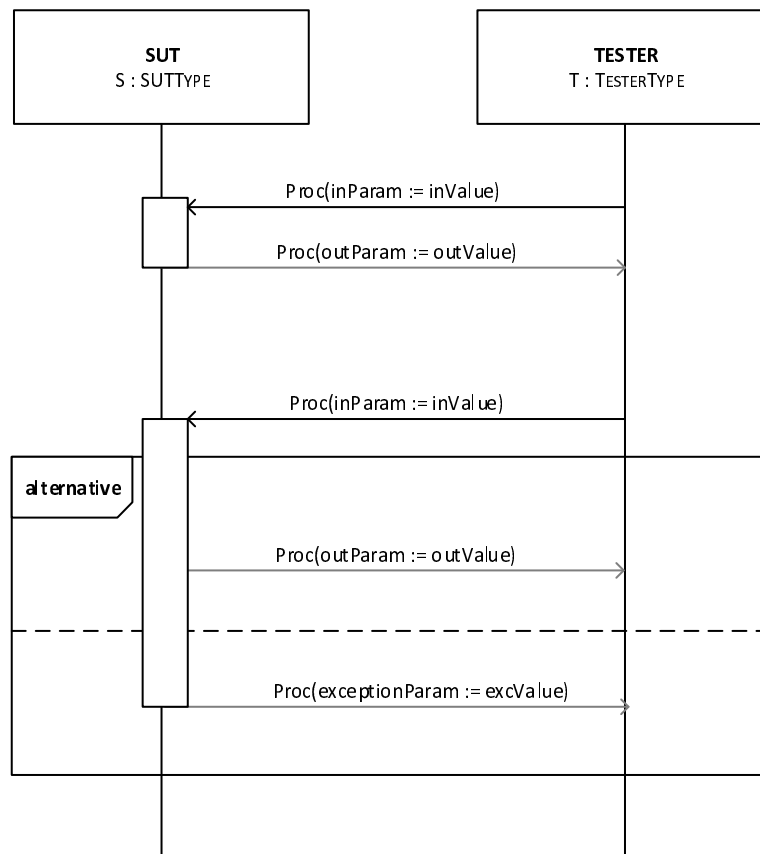 SUT
S : SUTTYPE
TESTER
T : TESTERTYPE
Proc(inParam := inValue)
Proc(outParam := outValue)
Proc(inParam := inValue)
alternative
Proc(outParam := outValue)
Proc(exceptionParam := excValue)